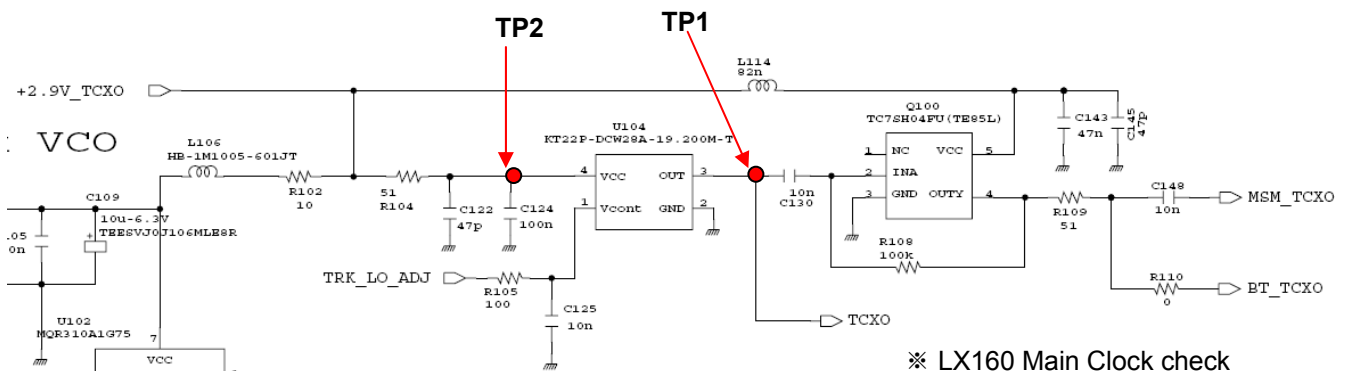 TP2
TP1
L114
82n
+2.9V_TCXO
VCO
Q100
TC7SH04FU(TE85L)
U104
KT22P-DCW28A-19.200M-T
C143
47n
C145
47p
L106
HB-1M1005-601JT
1 NC VCC 5
2 INA
3 GND OUTY 4
4 VCC OUT 3
1 Vcont GND 2
R102
10
51
R104
10n
C130
C109
10u-6.3V
TEESVJ0J106MLE8R
+
C122
47p
C124
100n
R109
51
C148
10n
MSM_TCXO
R108
100k
TRK_LO_ADJ
R105
100
C125
10n
R110
0
BT_TCXO
TCXO
U102
MQR310A1G75
7
VCC
※ LX160 Main Clock check